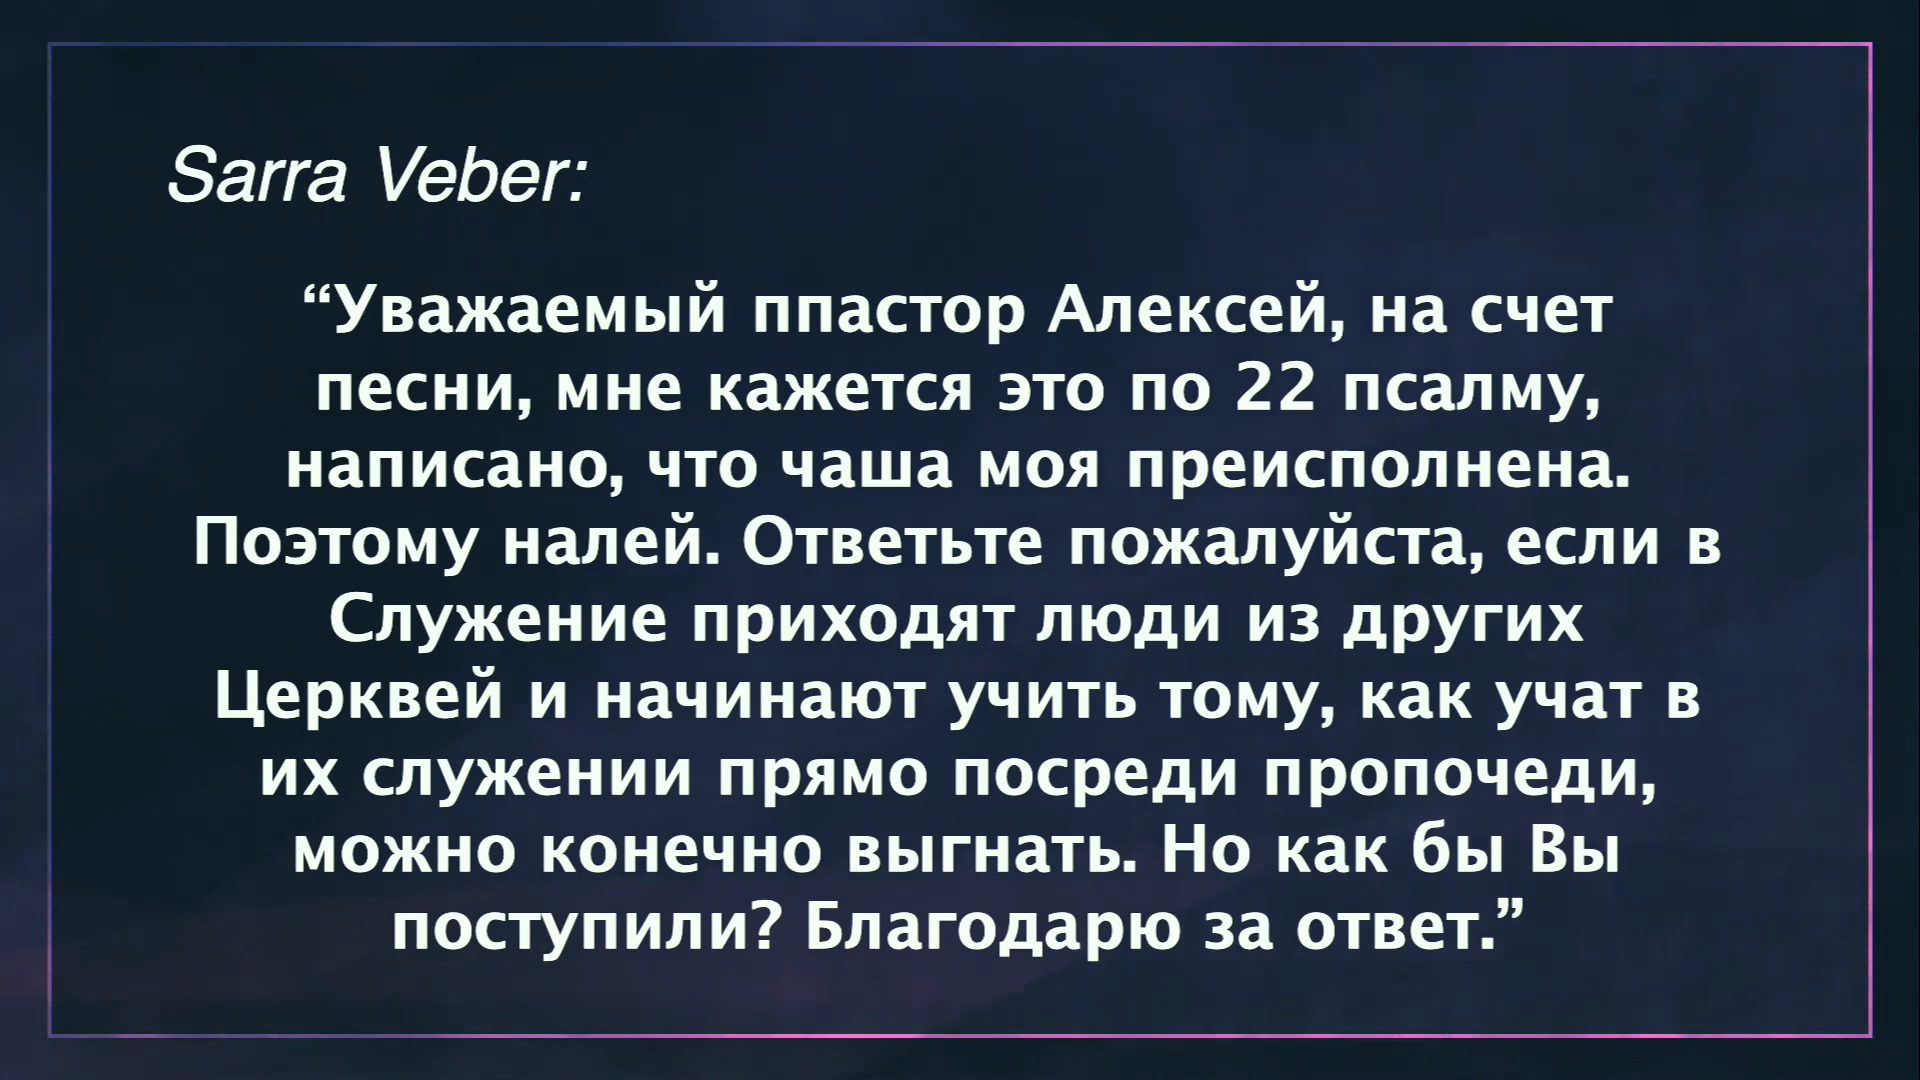 Sarra Veber:
“Уважаемый ппастор Алексей, на счет
песни, мне кажется это по 22 псалму,
написано, что чаша моя преисполнена.
Поэтому налей. Ответьте пожалуйста, если в
Служение приходят люди из других
Церквей и начинают учить тому, как учат в
их служении прямо посреди пропочеди,
можно конечно выгнать. Но как бы Вы
поступили? Благодарю за ответ.”